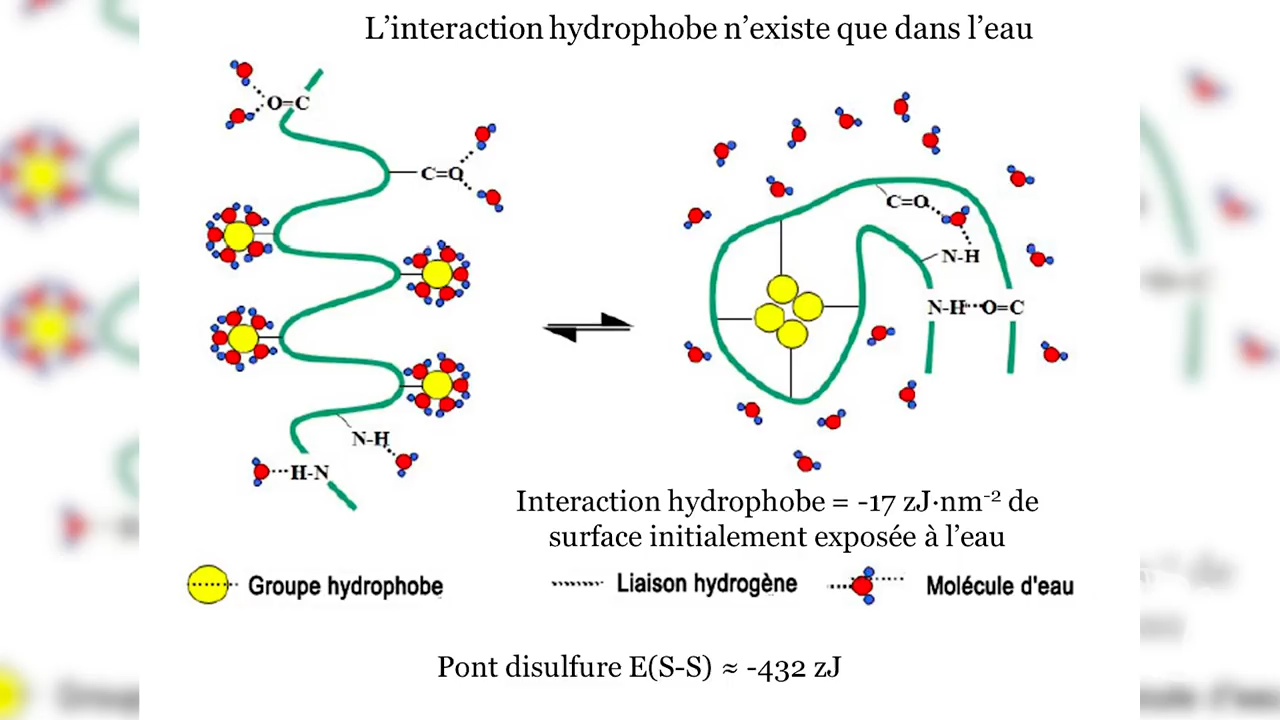 L’interaction hydrophobe n’existe que dans l’eau
O=C
C=O
C=O
N-H
N-H O=C
N-H
H-N
Interaction hydrophobe = -17 zJ·nm⁻² de
surface initialement exposée à l’eau
Groupe hydrophobe
Liaison hydrogène
Molécule d'eau
Pont disulfure E(S-S) ≈ -432 zJ